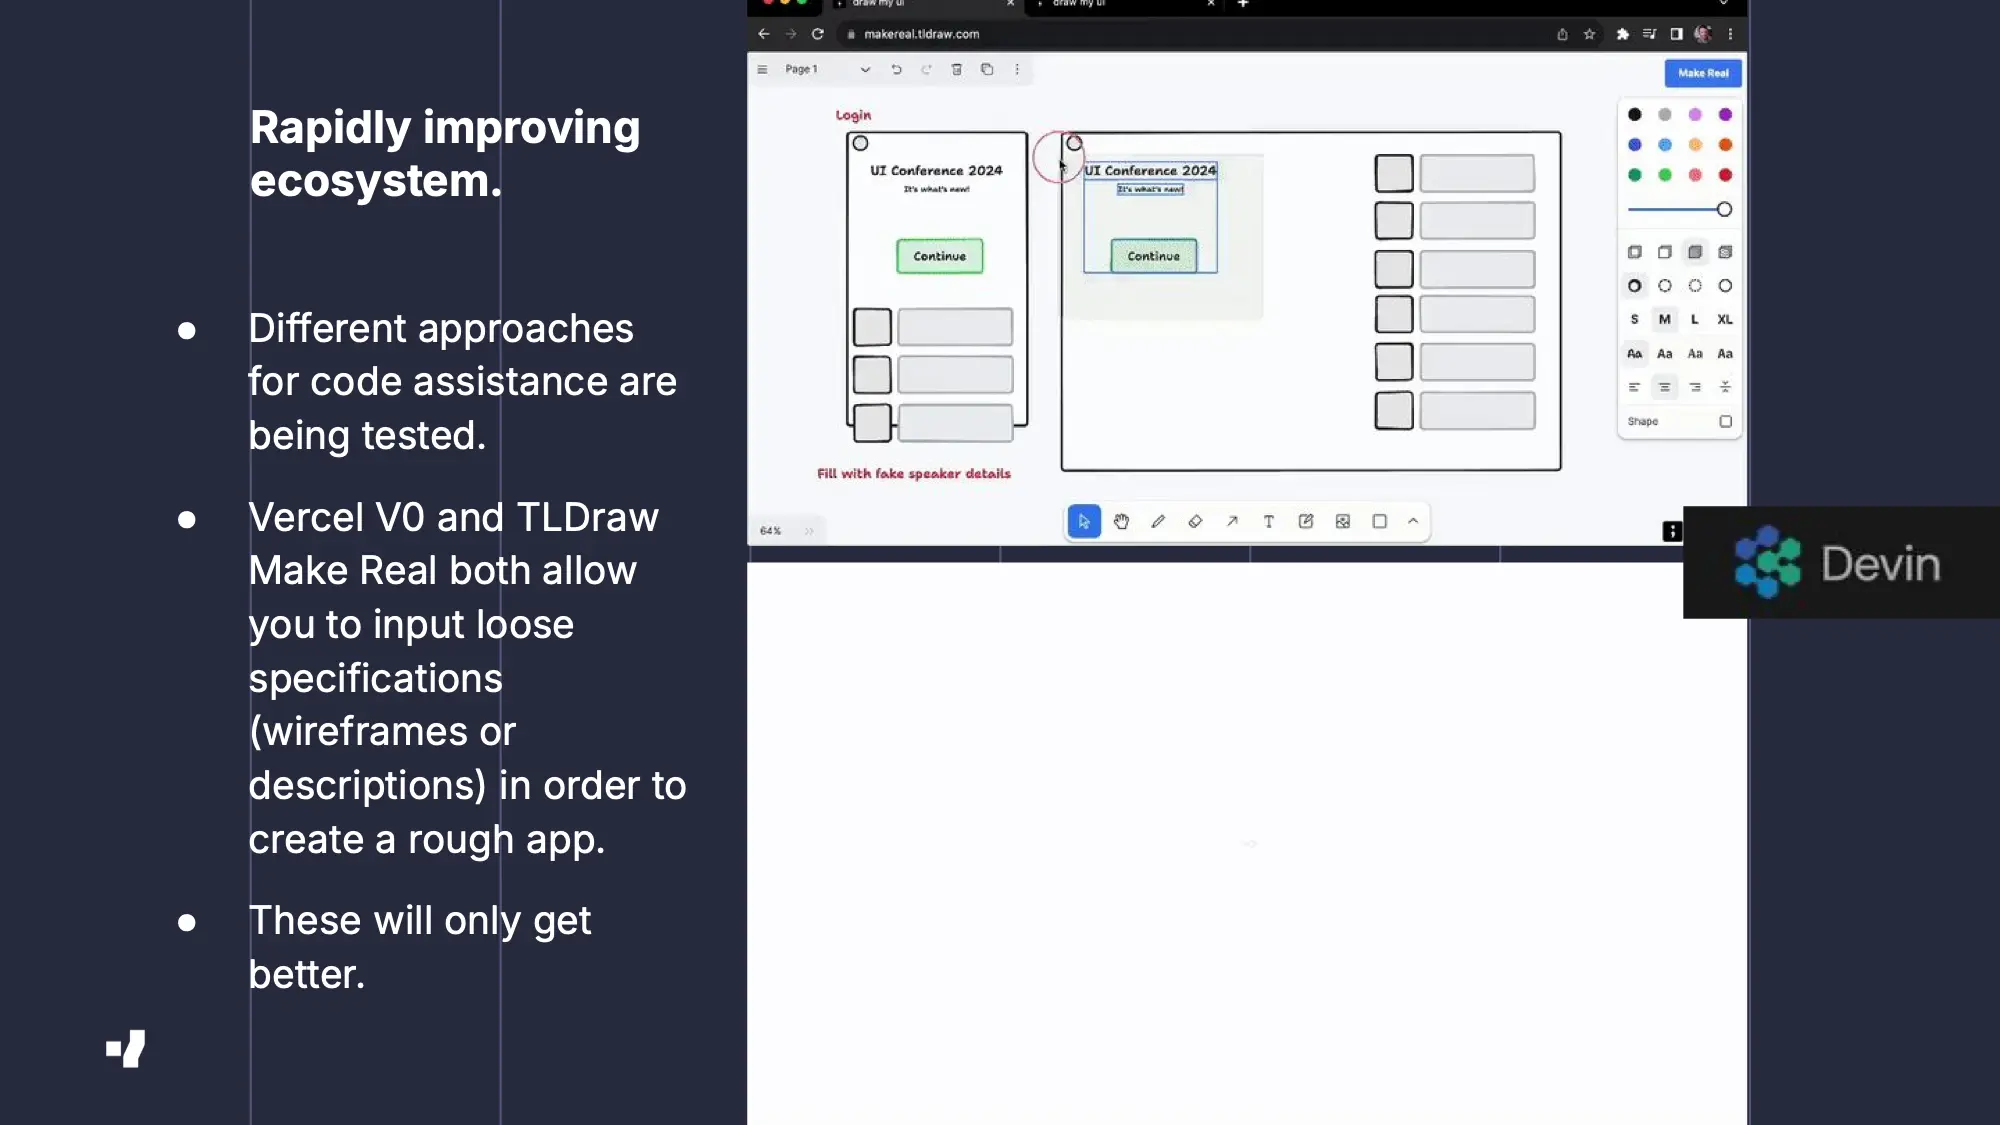 Rapidly improving
ecosystem.
● Different approaches
for code assistance are
being tested.
● Vercel V0 and TLDraw
Make Real both allow
you to input loose
specifications
(wireframes or
descriptions) in order to
create a rough app.
● These will only get
better.
draw my ui
draw my ui
makereal.tldraw.com
Page 1
Make Real
Login
UI Conference 2024
It's what's new!
Continue
Fill with fake speaker details
UI Conference 2024
It's what's new!
Continue
S M L XL
Aa Aa Aa Aa
Shape
64%
Devin